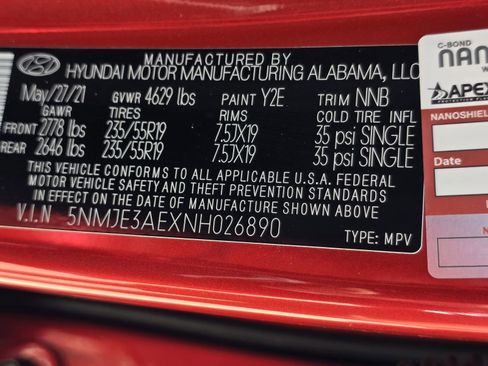 MANUFACTURED BY
HYUNDAI MOTOR MANUFACTURING ALABAMA, LLC
May/27/21 GVWR 4629 lbs PAINT Y2E TRIM NNB
GAWR TIRES RIMS COLD TIRE INFL
FRONT 2778 lbs 235/55R19 7.5JX19 35 psi SINGLE
REAR 2646 lbs 235/55R19 7.5JX19 35 psi SINGLE
THIS VEHICLE CONFORMS TO ALL APPLICABLE U.S.A. FEDERAL
MOTOR VEHICLE SAFETY AND THEFT PREVENTION STANDARDS
IN EFFECT ON THE DATE OF MANUFACTURE SHOWN ABOVE.
V.I.N 5NMJE3AEXNH026890
TYPE: MPV
C-BOND
NAN
APEX
NANOSHIEL
Date